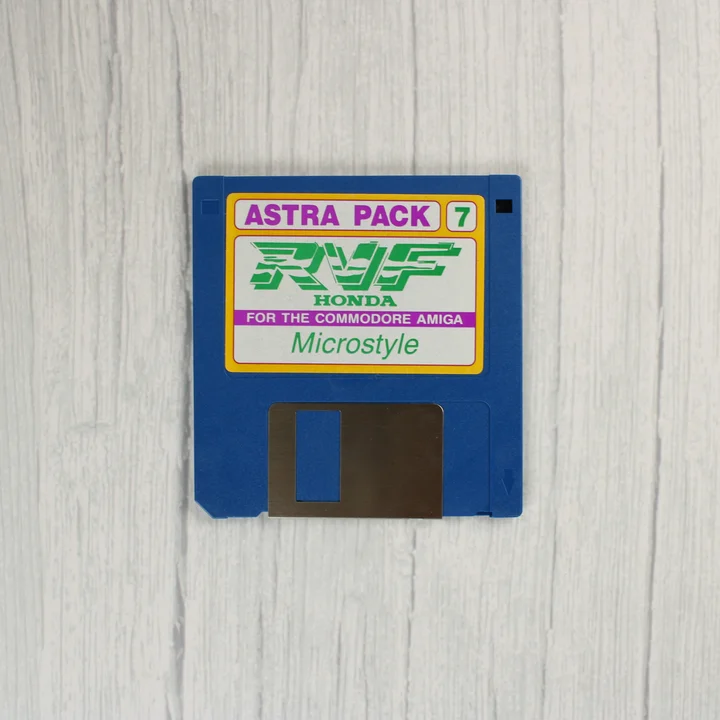 ASTRA PACK 7
RVF
HONDA
FOR THE COMMODORE AMIGA
Microstyle